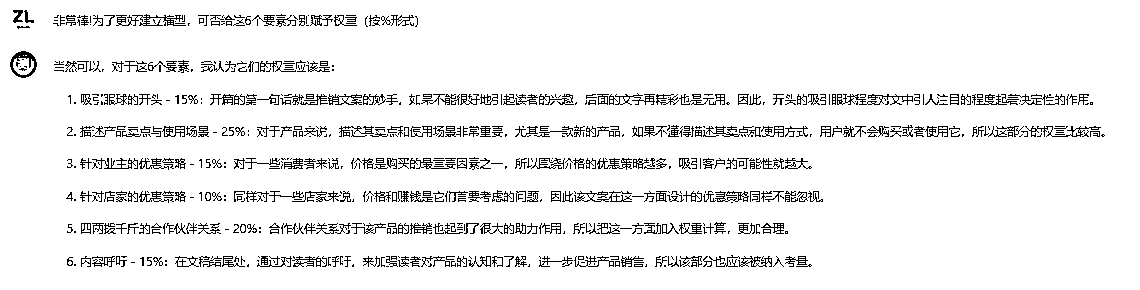 ZL
非常棒!为了更好建立模型，可否给这6个要素分别赋予权重（按%形式）
当然可以，对于这6个要素，我认为它们的权重应该是：
1. 吸引眼球的开头 - 15%：开篇的第一句话就是推销文案的妙手，如果不能很好地引起读者的兴趣，后面的文字再精彩也是无用。因此，开头的吸引眼球程度对文中引人注目的程度起着决定性的作用。
2. 描述产品卖点与使用场景 - 25%：对于产品来说，描述其卖点和使用场景非常重要，尤其是一款新的产品，如果不懂得描述其卖点和使用方式，用户就不会购买或者使用它，所以这部分的权重比较高。
3. 针对业主的优惠策略 - 15%：对于一些消费者来说，价格是购买的最重要因素之一，所以围绕价格的优惠策略越多，吸引客户的可能性就越大。
4. 针对店家的优惠策略 - 10%：同样对于一些店家来说，价格和赚钱是它们首要考虑的问题，因此该文案在这一方面设计的优惠策略同样不能忽视。
5. 四两拨千斤的合作伙伴关系 - 20%：合作伙伴关系对于该产品的推销也起到了很大的助力作用，所以把这一方面加入权重计算，更加合理。
6. 内容呼吁 - 15%：在文稿结尾处，通过对读者的呼吁，来加强读者对产品的认知和了解，进一步促进产品销售，所以该部分也应该被纳入考量。